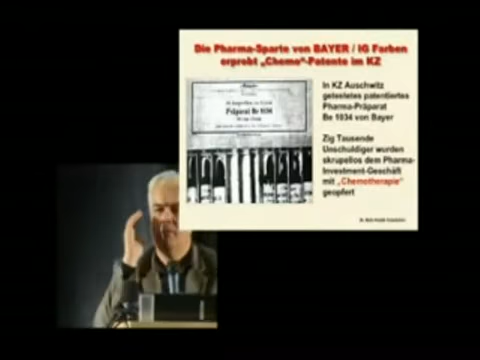 Die Pharma-Sparte von BAYER / IG Farben
erprobt „Chemo“-Patente im KZ
Präparat Be 1034
In KZ Auschwitz
getestetes patentiertes
Pharma-Präparat
Be 1034 von Bayer
Zig Tausende
Unschuldiger wurden
skrupellos dem Pharma-
Investment-Geschäft
mit „Chemotherapie“
geopfert